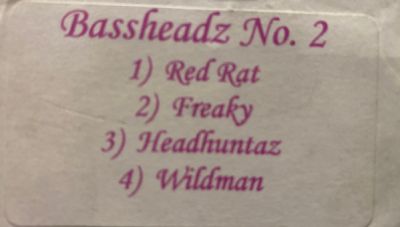 Bassheadz No. 2
1) Red Rat
2) Freaky
3) Headhuntaz
4) Wildman